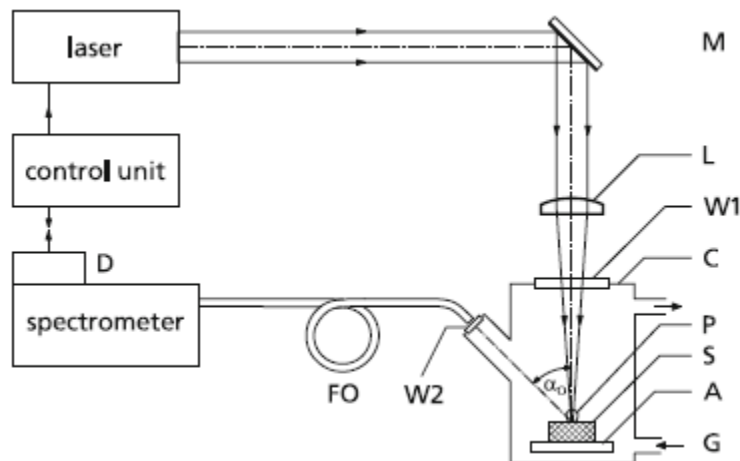 laser
M
control unit
L
W1
D
C
spectrometer
P
FO
W2
α₀
S
A
G